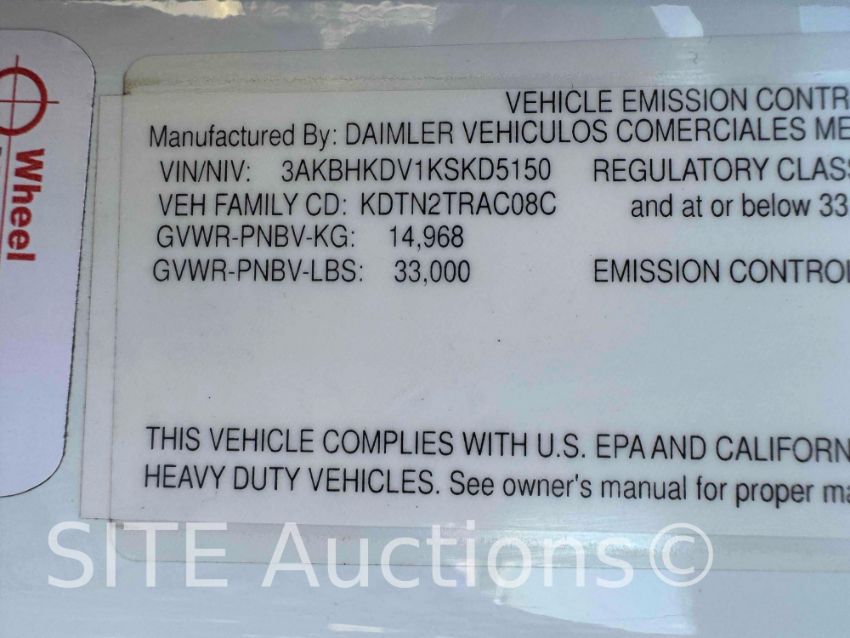 Wheel
VEHICLE EMISSION CONTR
Manufactured By: DAIMLER VEHICULOS COMERCIALES ME
VIN/NIV: 3AKBHKDV1KSKD5150 REGULATORY CLASS
VEH FAMILY CD: KDTN2TRAC08C and at or below 33
GVWR-PNBV-KG: 14,968
GVWR-PNBV-LBS: 33,000 EMISSION CONTROL
THIS VEHICLE COMPLIES WITH U.S. EPA AND CALIFORN
HEAVY DUTY VEHICLES. See owner's manual for proper ma
SITE Auctions©